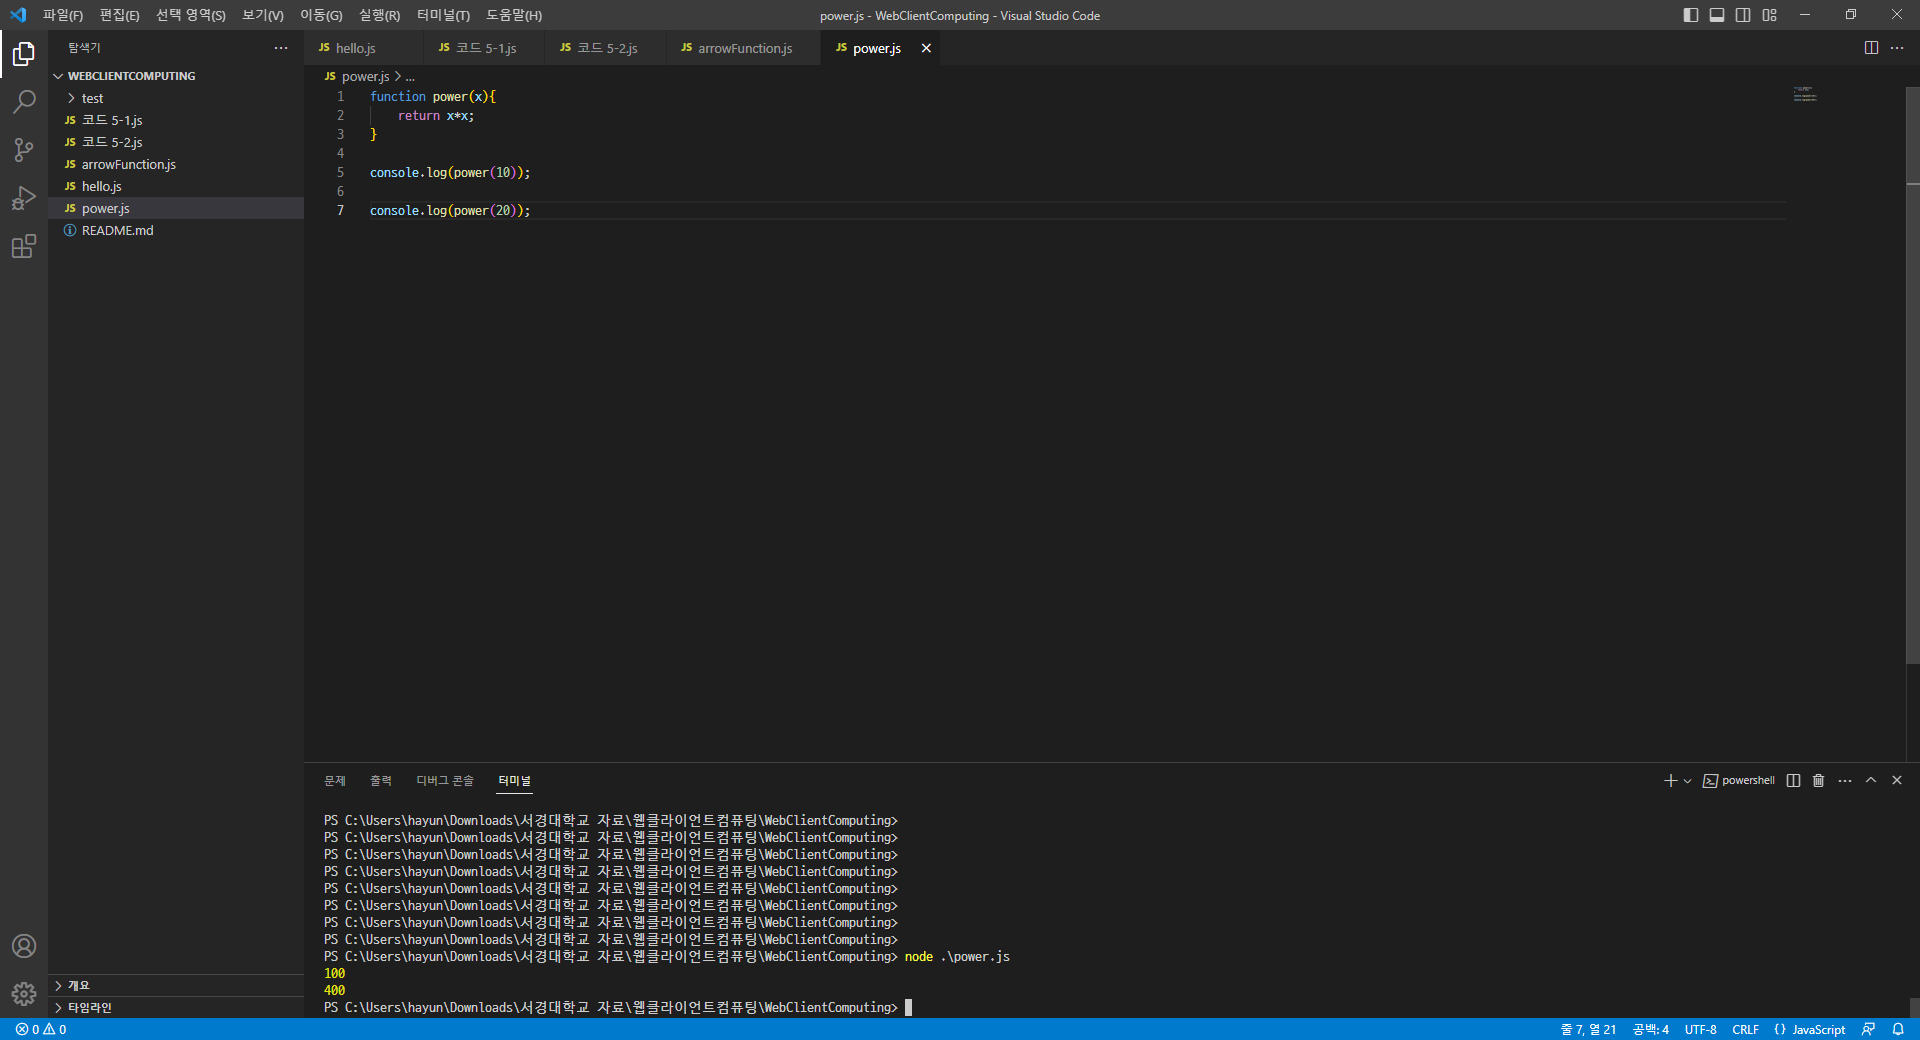 파일(F) 편집(E) 선택 영역(S) 보기(V) 이동(G) 실행(R) 터미널(T) 도움말(H)
power.js - WebClientComputing - Visual Studio Code
탐색기
WEBCLIENTCOMPUTING
test
JS 코드 5-1.js
JS 코드 5-2.js
JS arrowFunction.js
JS hello.js
JS power.js
README.md
개요
타임라인
JS hello.js JS 코드 5-1.js JS 코드 5-2.js JS arrowFunction.js JS power.js
JS power.js > ...
1 function power(x){
2 return x*x;
3 }
4
5 console.log(power(10));
6
7 console.log(power(20));
문제 출력 디버그 콘솔 터미널
powershell
PS C:\Users\hayun\Downloads\서경대학교 자료\웹클라이언트컴퓨팅\WebClientComputing>
PS C:\Users\hayun\Downloads\서경대학교 자료\웹클라이언트컴퓨팅\WebClientComputing>
PS C:\Users\hayun\Downloads\서경대학교 자료\웹클라이언트컴퓨팅\WebClientComputing>
PS C:\Users\hayun\Downloads\서경대학교 자료\웹클라이언트컴퓨팅\WebClientComputing>
PS C:\Users\hayun\Downloads\서경대학교 자료\웹클라이언트컴퓨팅\WebClientComputing>
PS C:\Users\hayun\Downloads\서경대학교 자료\웹클라이언트컴퓨팅\WebClientComputing>
PS C:\Users\hayun\Downloads\서경대학교 자료\웹클라이언트컴퓨팅\WebClientComputing>
PS C:\Users\hayun\Downloads\서경대학교 자료\웹클라이언트컴퓨팅\WebClientComputing>
PS C:\Users\hayun\Downloads\서경대학교 자료\웹클라이언트컴퓨팅\WebClientComputing> node .\power.js
100
400
PS C:\Users\hayun\Downloads\서경대학교 자료\웹클라이언트컴퓨팅\WebClientComputing>
0 0
줄 7, 열 21 공백: 4 UTF-8 CRLF {} JavaScript